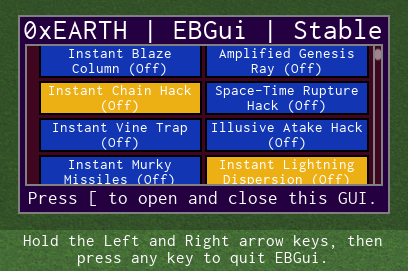 0xEARTH | EBGui | Stable
Instant Blaze
Column (Off)
Amplified Genesis
Ray (Off)
Instant Chain Hack
(Off)
Space-Time Rupture
Hack (Off)
Instant Vine Trap
(Off)
Illusive Atake Hack
(Off)
Instant Murky
Missiles (Off)
Instant Lightning
Dispersion (Off)
Press [ to open and close this GUI.
Hold the Left and Right arrow keys, then
press any key to quit EBGui.